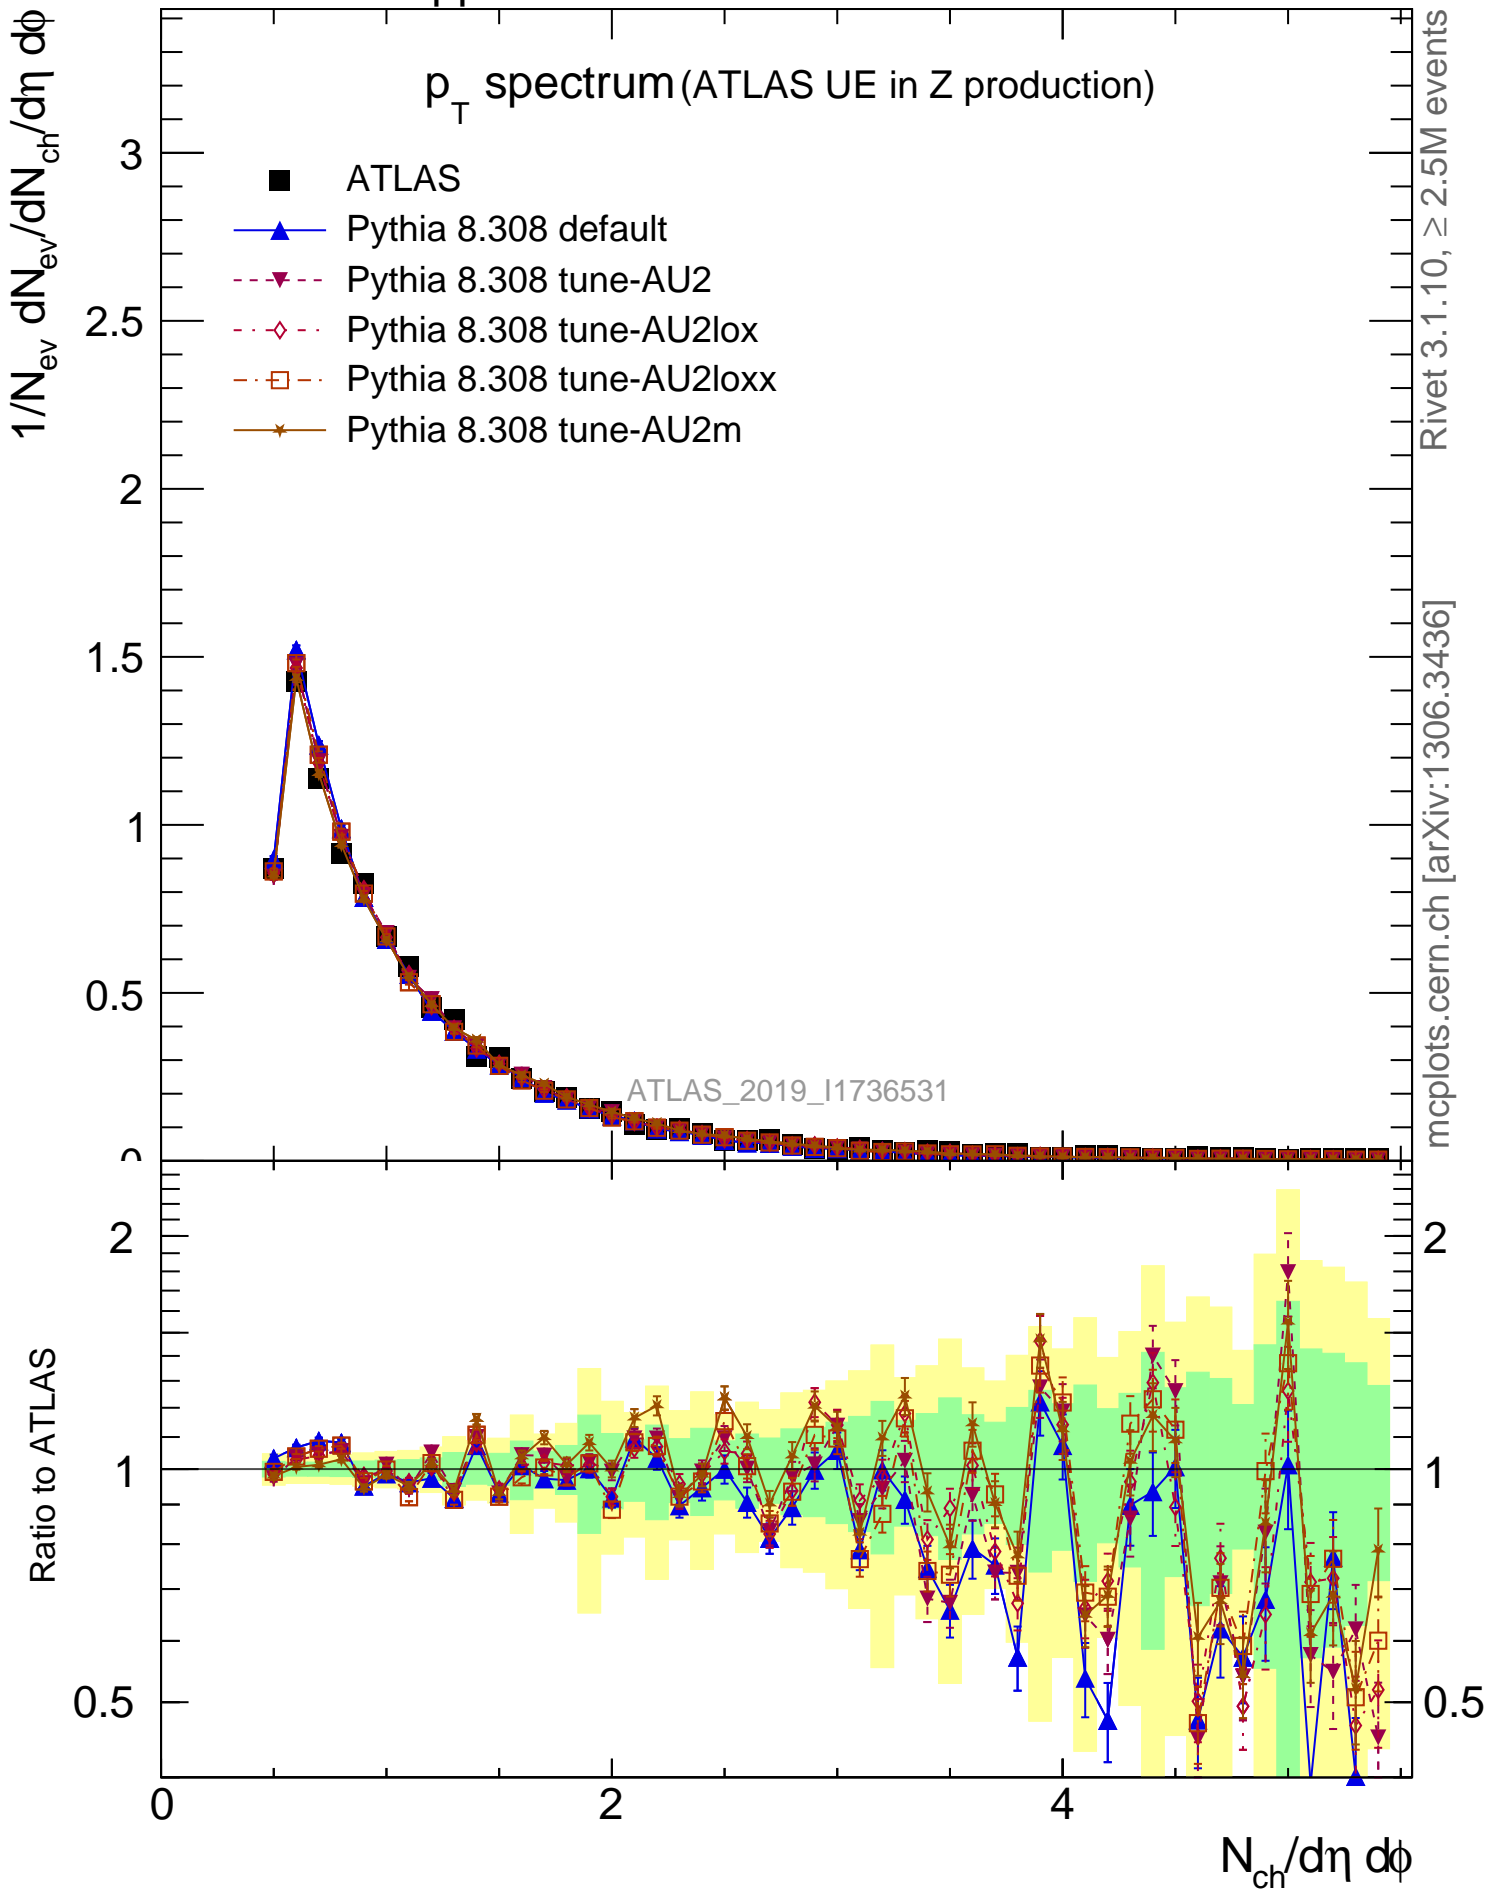 p_T spectrum (ATLAS UE in Z production)
1/N_ev dN_ev/dN_ch/dη dϕ
ATLAS
Pythia 8.308 default
Pythia 8.308 tune-AU2
Pythia 8.308 tune-AU2lox
Pythia 8.308 tune-AU2loxx
Pythia 8.308 tune-AU2m
3
2.5
2
1.5
1
0.5
0
ATLAS_2019_I1736531
Rivet 3.1.10, ≥ 2.5M events
mcplots.cern.ch [arXiv:1306.3436]
Ratio to ATLAS
2
1
0.5
2
1
0.5
0
2
4
N_ch/dη dϕ